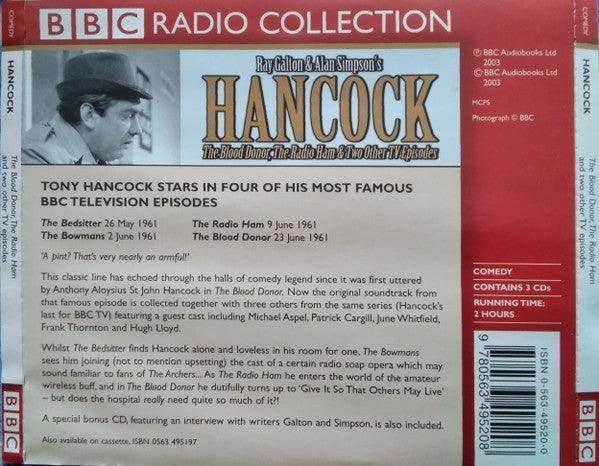 BBC RADIO COLLECTION
COMEDY
HANCOCK
The Blood Donor, The Radio Ham
and two other TV episodes
BBC
Ray Galton & Alan Simpson's
HANCOCK
The Blood Donor, The Radio Ham & Two Other TV Episodes
TONY HANCOCK STARS IN FOUR OF HIS MOST FAMOUS
BBC TELEVISION EPISODES
The Bedsitter 26 May 1961 The Radio Ham 9 June 1961
The Bowmans 2 June 1961 The Blood Donor 23 June 1961
'A pint? That's very nearly an armful!'
This classic line has echoed through the halls of comedy legend since it was first uttered
by Anthony Aloysius St John Hancock in The Blood Donor. Now the original soundtrack from
that famous episode is collected together with three others from the same series (Hancock's
last for BBC TV) featuring a guest cast including Michael Aspel, Patrick Cargill, June Whitfield,
Frank Thornton and Hugh Lloyd.
Whilst The Bedsitter finds Hancock alone and loveless in his room for one, The Bowmans
sees him joining (not to mention upsetting) the cast of a certain radio soap opera which may
sound familiar to fans of The Archers... As The Radio Ham he enters the world of the amateur
wireless buff, and in The Blood Donor he dutifully turns up to 'Give It So That Others May Live'
– but does the hospital really need quite so much of it?!
A special bonus CD, featuring an interview with writers Galton and Simpson, is also included.
Also available on cassette, ISBN 0563 495197
℗ BBC Audiobooks Ltd
2003
© BBC Audiobooks Ltd
2003
MCPS
Photograph © BBC
COMEDY
CONTAINS 3 CDs
RUNNING TIME:
2 HOURS
ISBN 0-563-49520-0
9 780563 495208
COMEDY
HANCOCK
The Blood Donor, The Radio Ham
and two other TV episodes
BBC